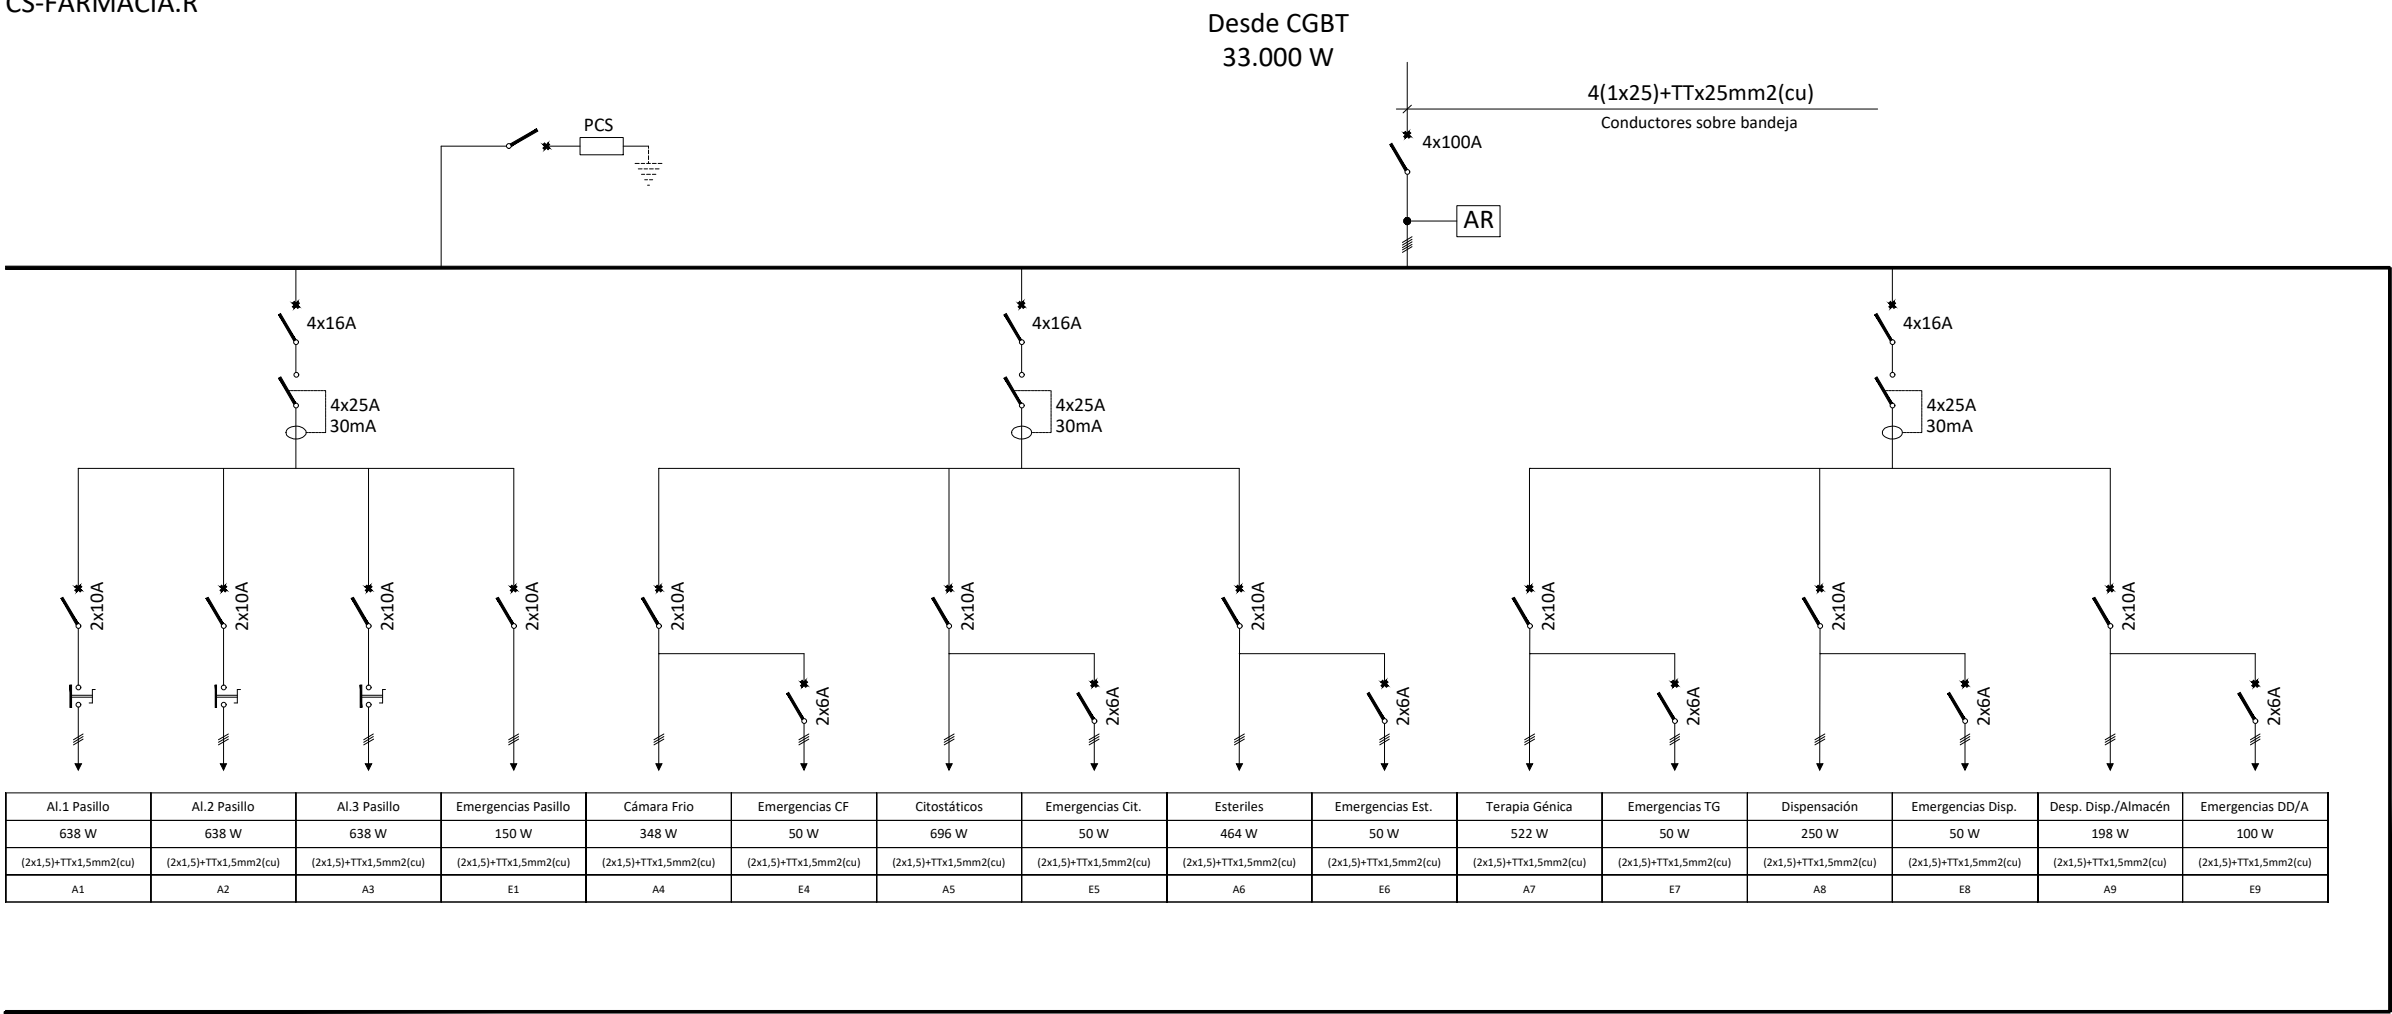 CS-FARMACIA.R
Desde CGBT
33.000 W
4(1x25)+TTx25mm2(cu)
Conductores sobre bandeja
PCS
4x100A
AR
4x16A
4x16A
4x16A
4x25A
30mA
4x25A
30mA
4x25A
30mA
2x10A
2x10A
2x10A
2x10A
2x10A
2x10A
2x10A
2x10A
2x10A
2x10A
2x6A
2x6A
2x6A
2x6A
2x6A
2x6A
Al.1 Pasillo Al.2 Pasillo Al.3 Pasillo Emergencias Pasillo Cámara Frio Emergencias CF Citostáticos Emergencias Cit. Esteriles Emergencias Est. Terapia Génica Emergencias TG Dispensación Emergencias Disp. Desp. Disp./Almacén Emergencias DD/A
638 W 638 W 638 W 150 W 348 W 50 W 696 W 50 W 464 W 50 W 522 W 50 W 250 W 50 W 198 W 100 W
(2x1,5)+TTx1,5mm2(cu) (2x1,5)+TTx1,5mm2(cu) (2x1,5)+TTx1,5mm2(cu) (2x1,5)+TTx1,5mm2(cu) (2x1,5)+TTx1,5mm2(cu) (2x1,5)+TTx1,5mm2(cu) (2x1,5)+TTx1,5mm2(cu) (2x1,5)+TTx1,5mm2(cu) (2x1,5)+TTx1,5mm2(cu) (2x1,5)+TTx1,5mm2(cu) (2x1,5)+TTx1,5mm2(cu) (2x1,5)+TTx1,5mm2(cu) (2x1,5)+TTx1,5mm2(cu) (2x1,5)+TTx1,5mm2(cu) (2x1,5)+TTx1,5mm2(cu) (2x1,5)+TTx1,5mm2(cu)
A1 A2 A3 E1 A4 E4 A5 E5 A6 E6 A7 E7 A8 E8 A9 E9